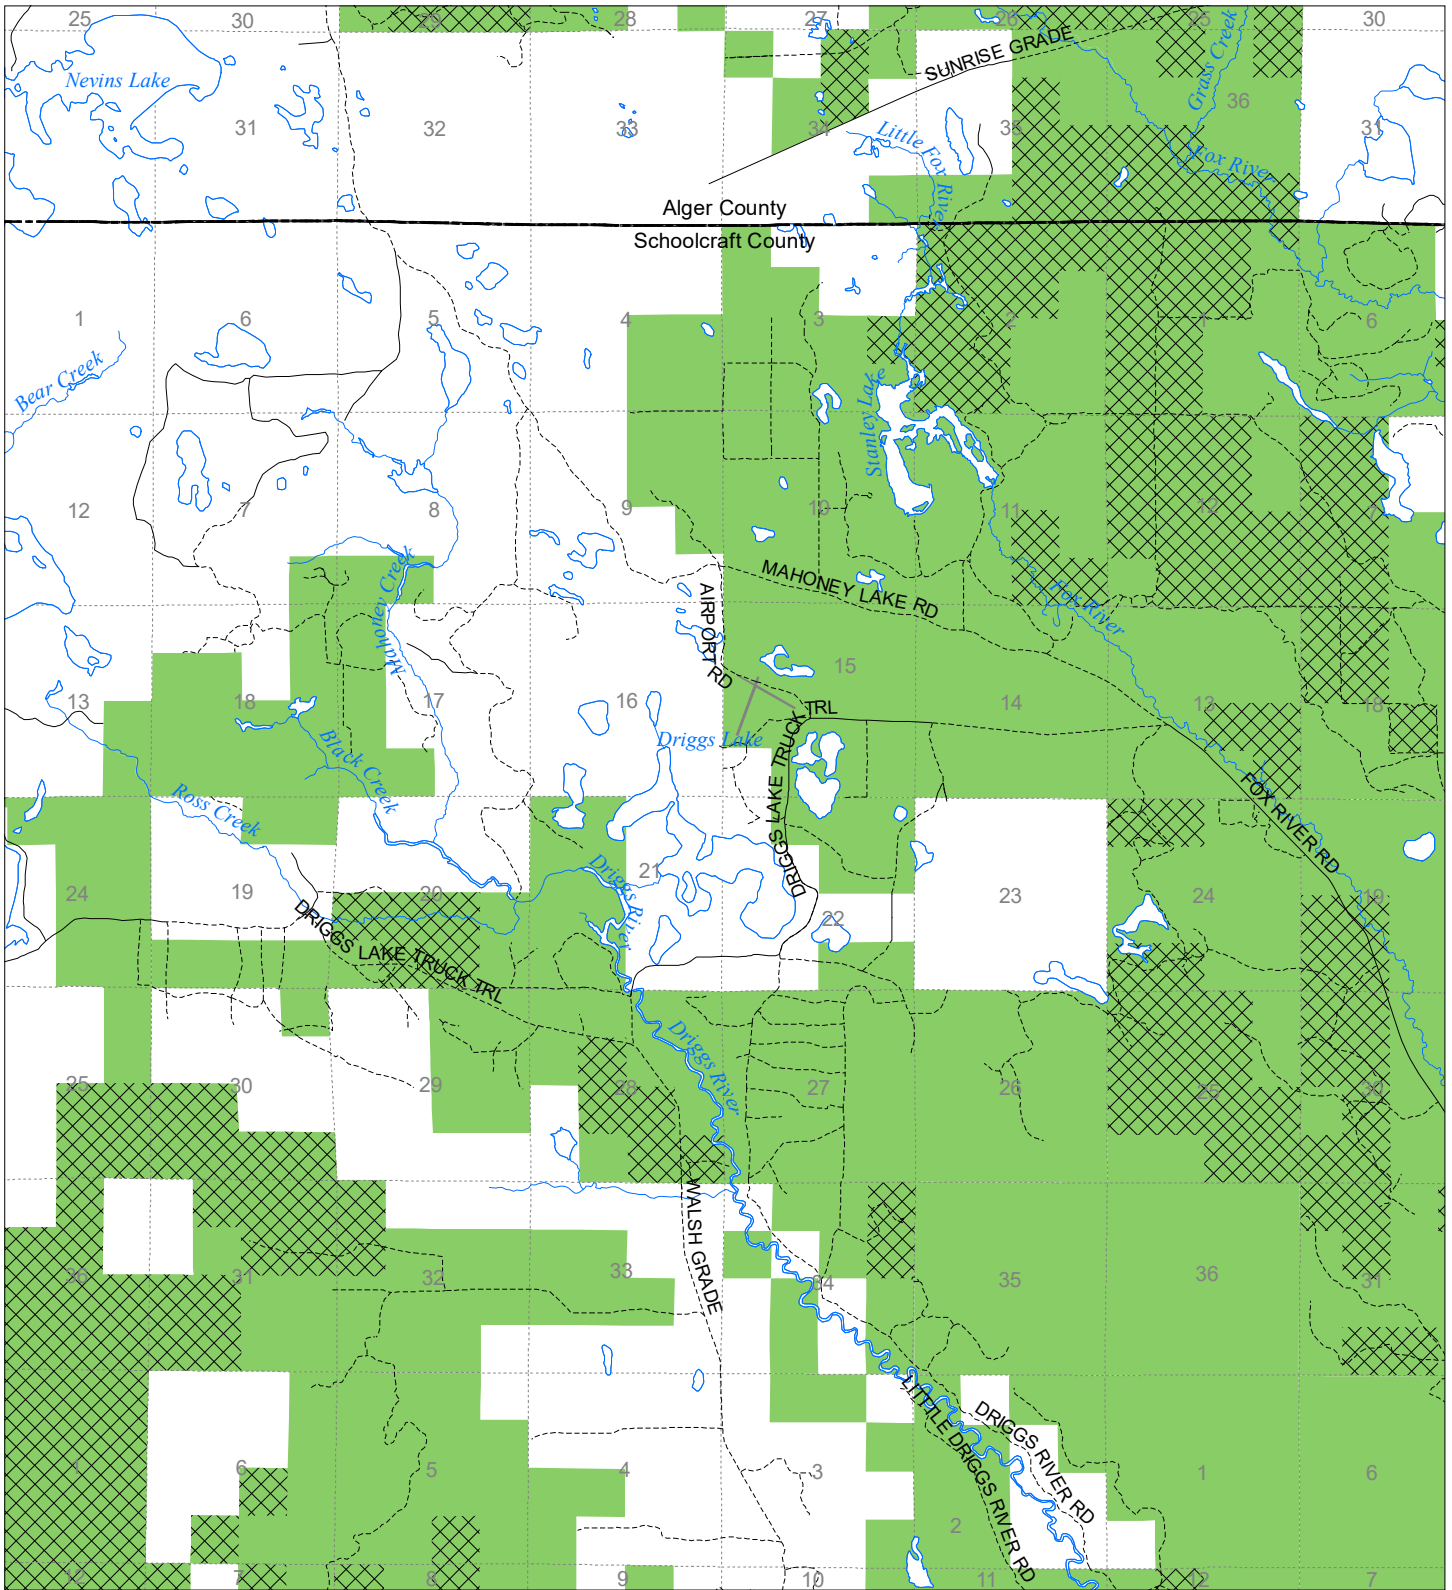 25 30 29 28 27 26 25 30
SUNRISE GRADE
Nevins Lake
Grass Creek
36
31 32 33 34 35 31
Little Fox River
Fox River
Alger County
Schoolcraft County
1 6 5 4 3 2 1 6
Bear Creek
Stanley Lake
12 7 8 9 10 11 12 7
Mahoney Creek
MAHONEY LAKE RD
Fox River
AIRPORT RD
15
13 18 17 16 14 13 18
TRL
Driggs Lake
DRIGGS LAKE TRUCK
Black Creek
Ross Creek
FOX RIVER RD
DRIGGS
21
24 19 20 22 23 24 19
Driggs River
DRIGGS LAKE TRUCK TRL
Driggs River
25 30 29 28 27 26 25 30
WALSH GRADE
36 31 32 33 34 35 36 31
LITTLE DRIGGS RIVER RD
DRIGGS RIVER RD
1 6 5 4 3 2 1 6
12 7 8 9 10 11 12 7